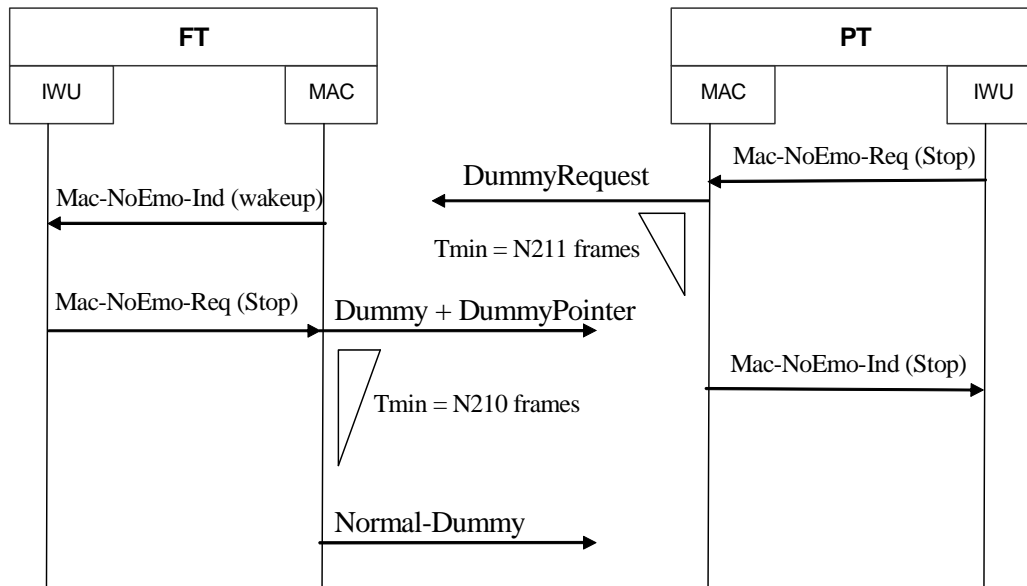 FT
PT
IWU
MAC
MAC
IWU
Mac-NoEmo-Req (Stop)
DummyRequest
Mac-NoEmo-Ind (wakeup)
Tmin = N211 frames
Mac-NoEmo-Req (Stop)
Dummy + DummyPointer
Mac-NoEmo-Ind (Stop)
Tmin = N210 frames
Normal-Dummy